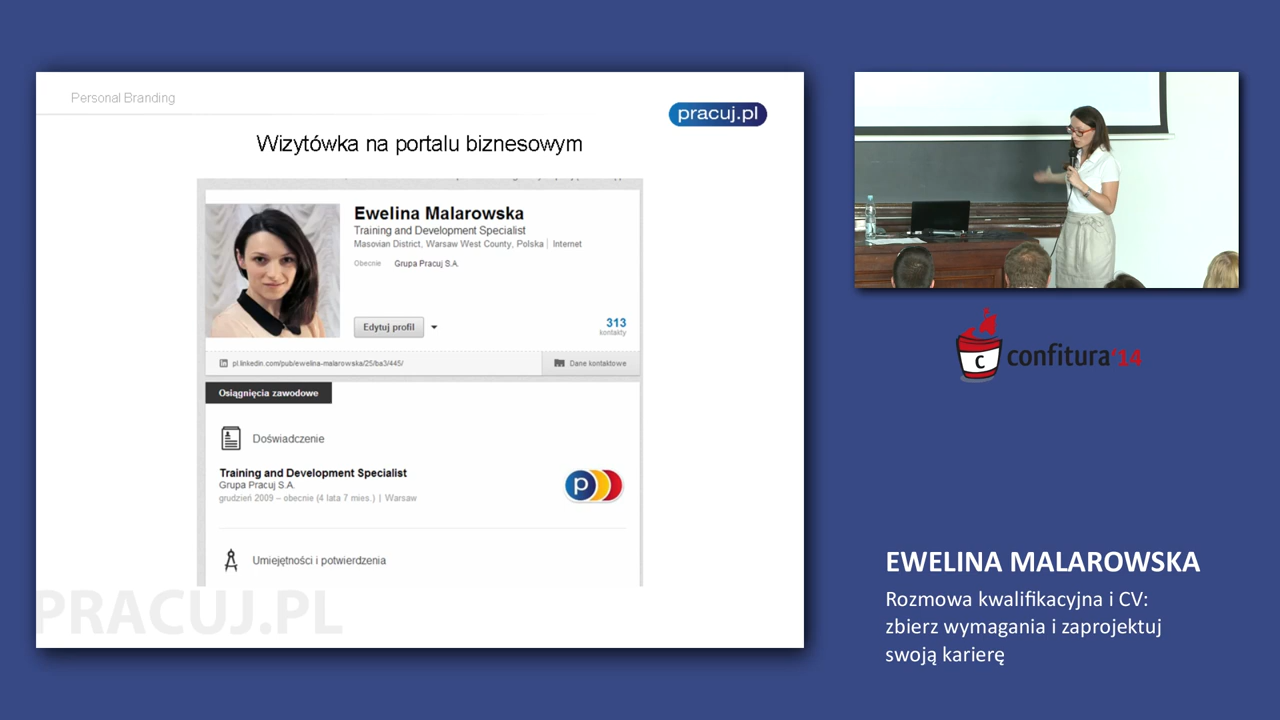 Personal Branding
pracuj.pl
Wizytówka na portalu biznesowym
Ewelina Malarowska
Training and Development Specialist
Masovian District, Warsaw West County, Polska | Internet
Obecnie Grupa Pracuj S.A.
Edytuj profil
313
kontakty
in pl.linkedin.com/pub/ewelina-malarowska/25/ba3/445/
Dane kontaktowe
Osiągnięcia zawodowe
Doświadczenie
Training and Development Specialist
Grupa Pracuj S.A.
grudzień 2009 – obecnie (4 lata 7 mies.) | Warsaw
p
Umiejętności i potwierdzenia
PRACUJ.PL
C confitura'14
EWELINA MALAROWSKA
Rozmowa kwalifikacyjna i CV:
zbierz wymagania i zaprojektuj
swoją karierę